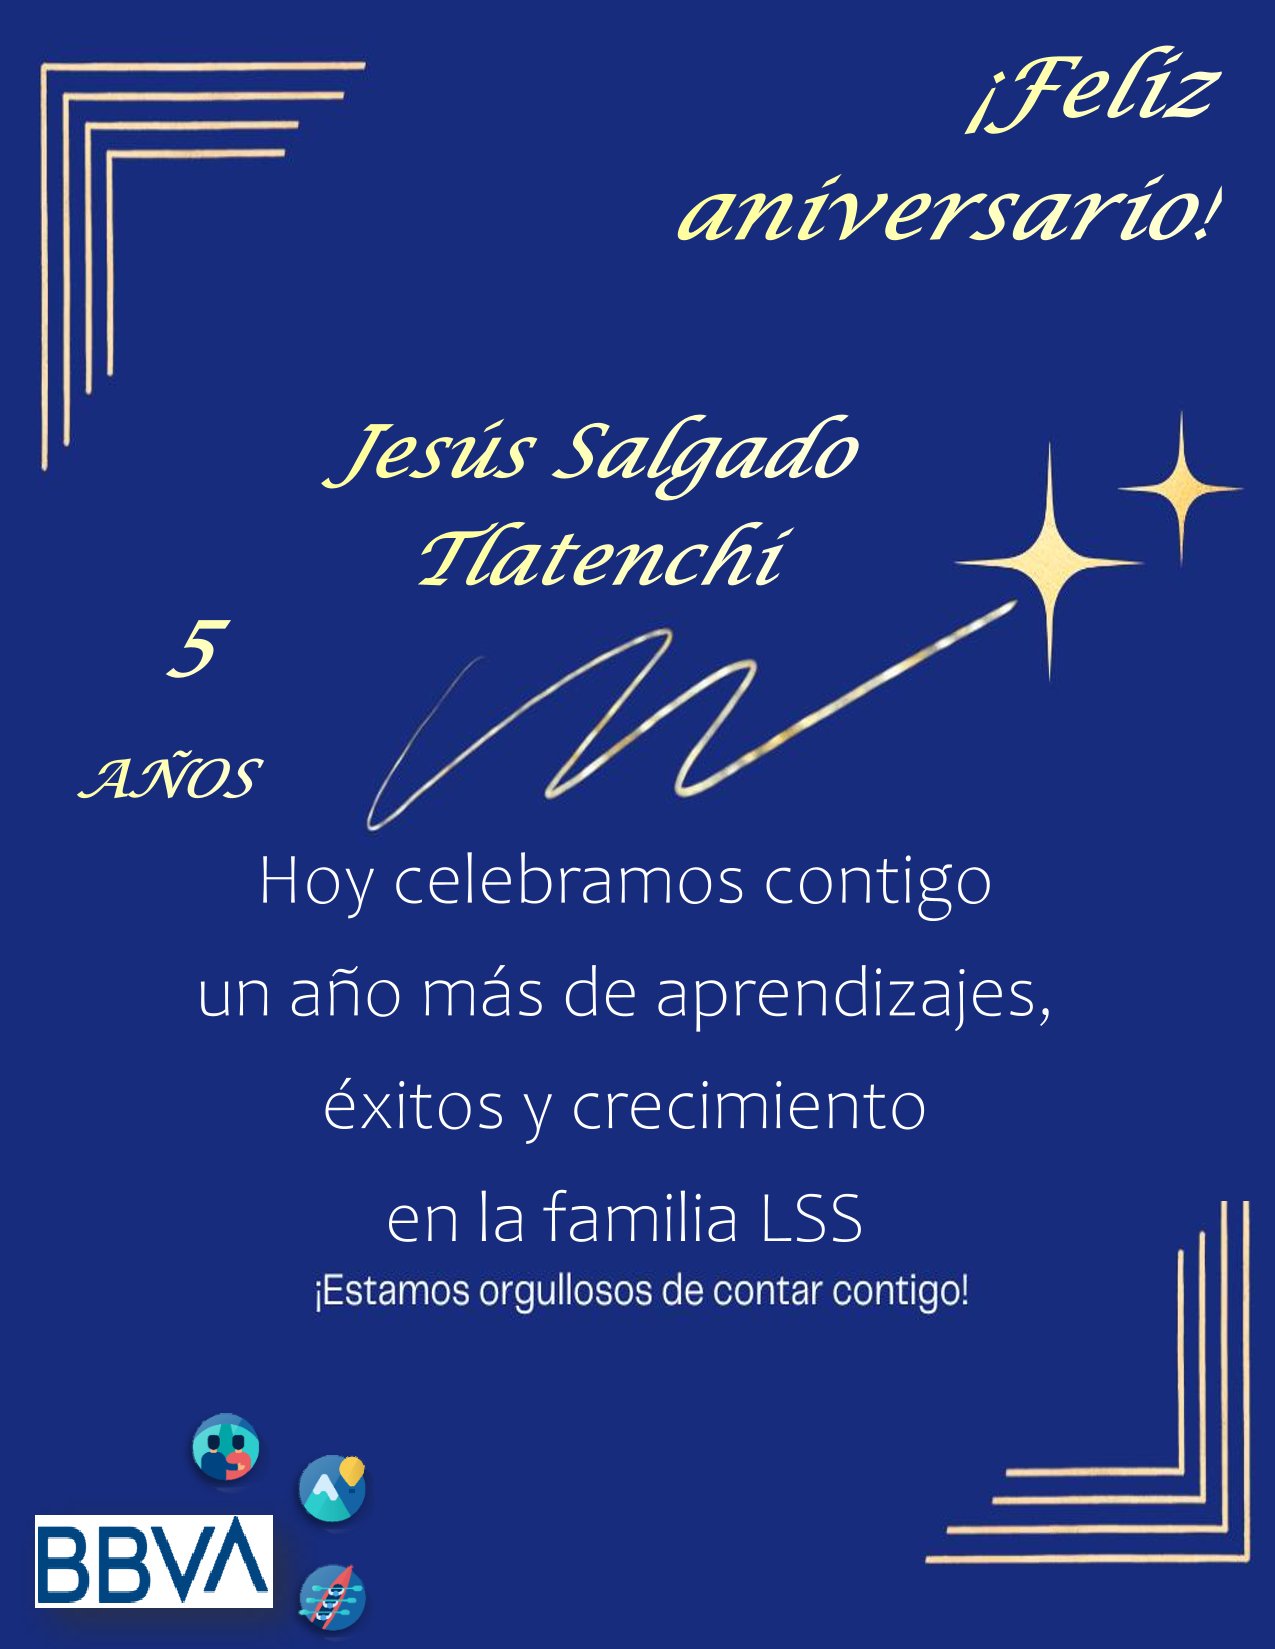 ¡Feliz
aniversario!
Jesús Salgado
Tlatenchi
5
AÑOS
Hoy celebramos contigo
un año más de aprendizajes,
éxitos y crecimiento
en la familia LSS
¡Estamos orgullosos de contar contigo!
BBVA